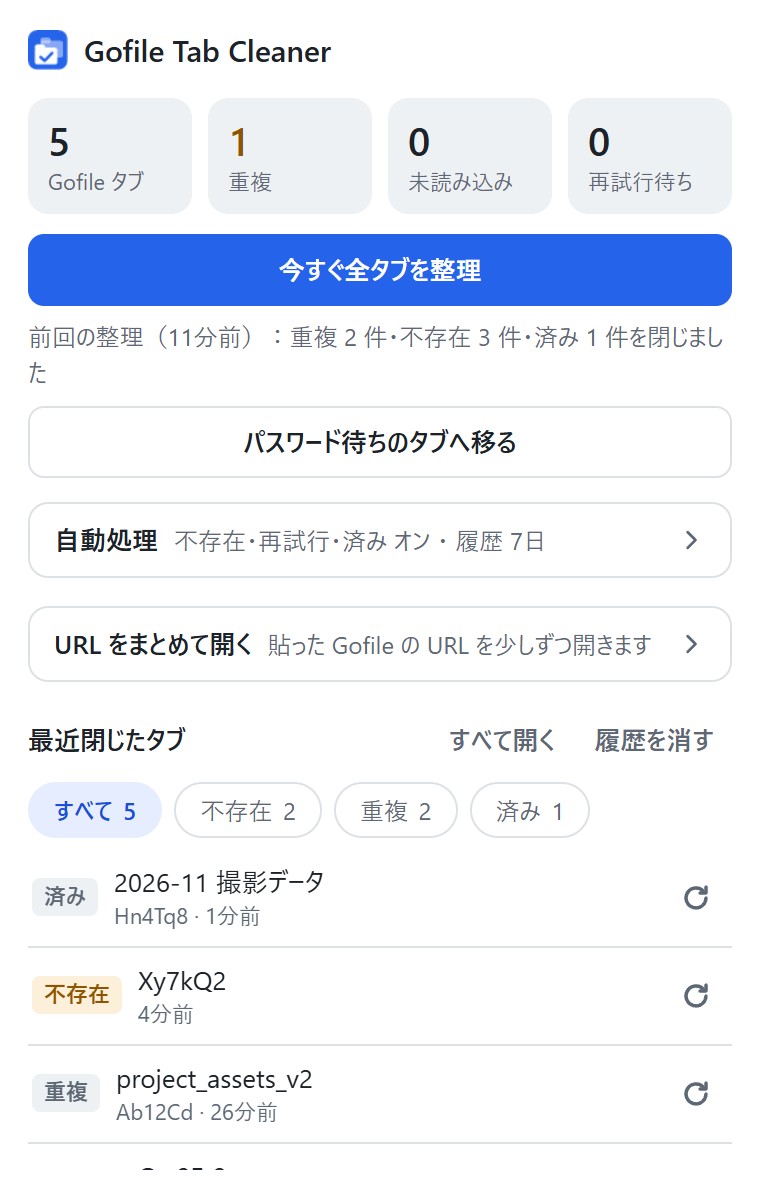 Gofile Tab Cleaner
5
Gofile タブ
1
重複
0
未読み込み
0
再試行待ち
今すぐ全タブを整理
前回の整理（11分前）：重複 2 件・不存在 3 件・済み 1 件を閉じまし
た
パスワード待ちのタブへ移る
自動処理 不存在・再試行・済み オン・履歴 7日
URL をまとめて開く 貼った Gofile の URL を少しずつ開きます
最近閉じたタブ すべて開く 履歴を消す
すべて 5 不存在 2 重複 2 済み 1
済み
2026-11 撮影データ
Hn4Tq8 · 1分前
不存在
Xy7kQ2
4分前
重複
project_assets_v2
Ab12Cd · 26分前